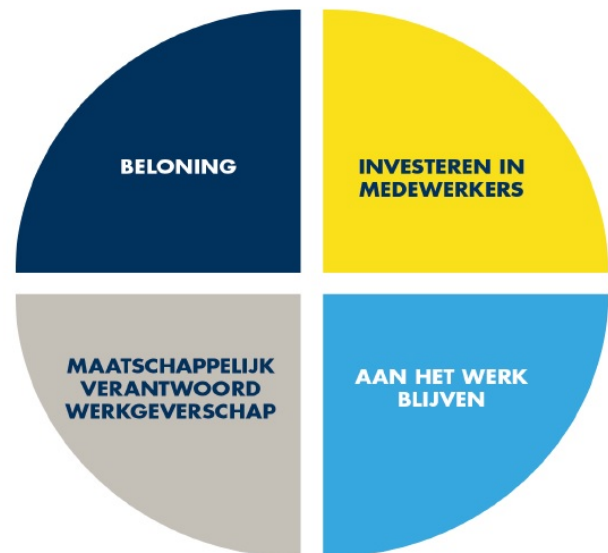 BELONING
INVESTEREN IN
MEDEWERKERS
MAATSCHAPPELIJK
VERANTWOORD
WERKGEVERSCHAP
AAN HET WERK
BLIJVEN